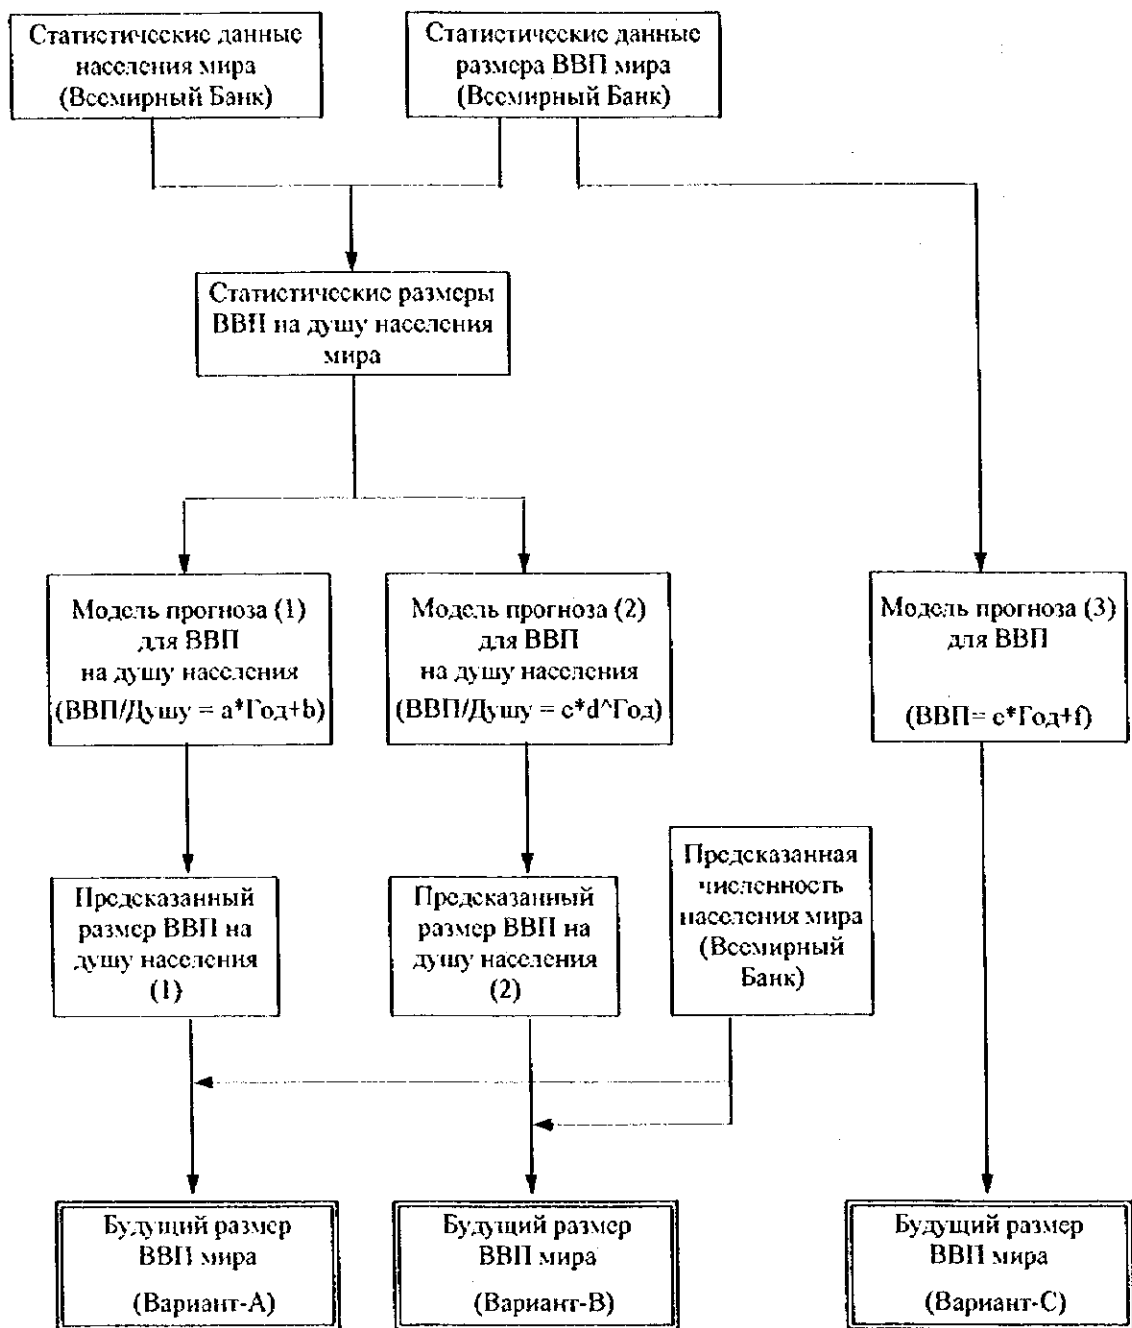 Статистические данные
населения мира
(Всемирный Банк)
Статистические данные
размера ВВП мира
(Всемирный Банк)
Статистические размеры
ВВП на душу населения
мира
Модель прогноза (1)
для ВВП
на душу населения
(ВВП/Душу = a*Год+b)
Модель прогноза (2)
для ВВП
на душу населения
(ВВП/Душу = c*d^Год)
Модель прогноза (3)
для ВВП
(ВВП= e*Год+f)
Предсказанная
численность
населения мира
(Всемирный
Банк)
Предсказанный
размер ВВП на
душу населения
(1)
Предсказанный
размер ВВП на
душу населения
(2)
Будущий размер
ВВП мира
(Вариант-А)
Будущий размер
ВВП мира
(Вариант-В)
Будущий размер
ВВП мира
(Вариант-С)